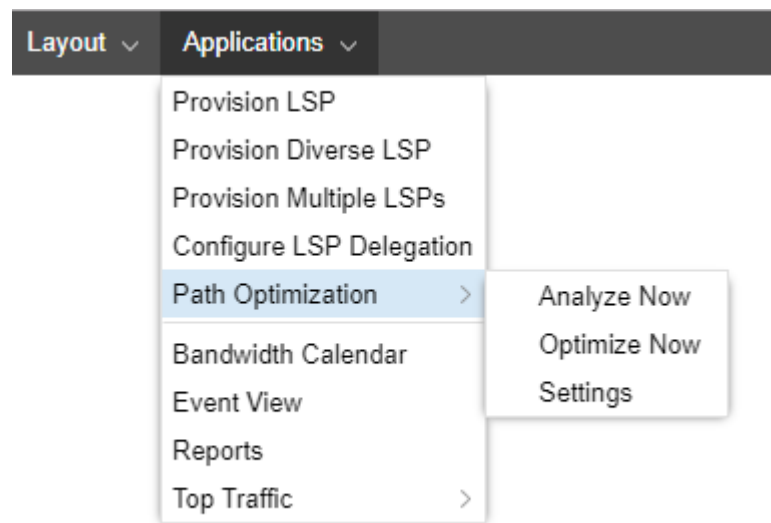 Layout Applications
Provision LSP
Provision Diverse LSP
Provision Multiple LSPs
Configure LSP Delegation
Path Optimization
Analyze Now
Optimize Now
Settings
Bandwidth Calendar
Event View
Reports
Top Traffic